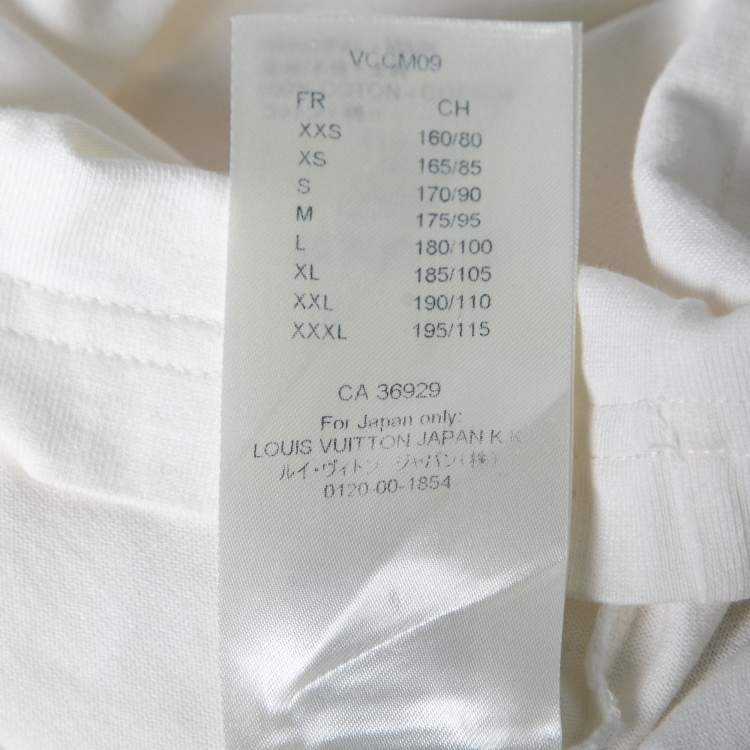 VCCM09
FR CH
XXS 160/80
XS 165/85
S 170/90
M 175/95
L 180/100
XL 185/105
XXL 190/110
XXXL 195/115
CA 36929
For Japan only:
LOUIS VUITTON JAPAN K K
ルイ・ヴィトン ジャパン(株)
0120-00-1854